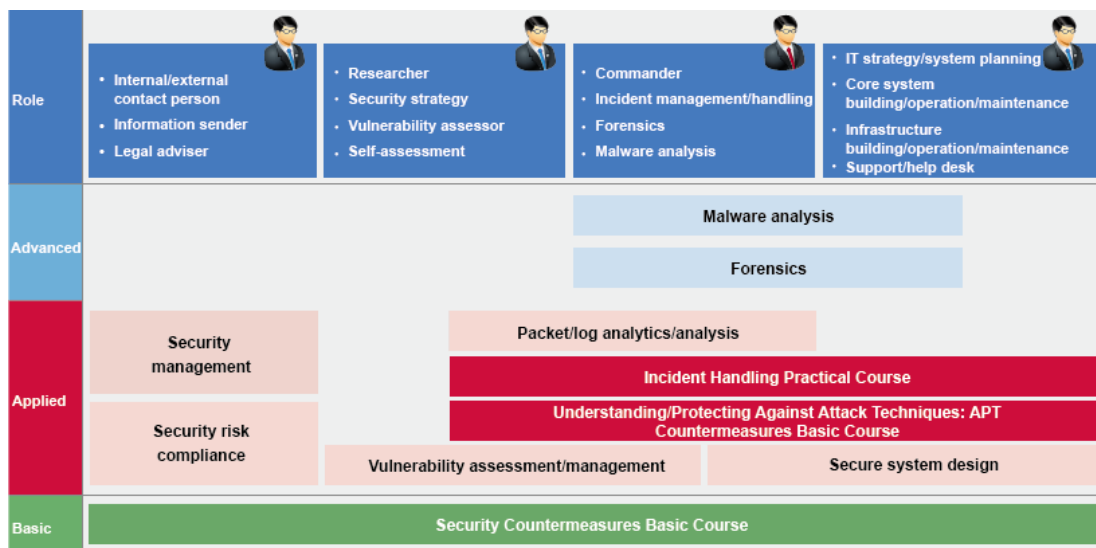 Role
• Internal/external
contact person
• Information sender
• Legal adviser
• Researcher
• Security strategy
• Vulnerability assessor
• Self-assessment
• Commander
• Incident management/handling
• Forensics
• Malware analysis
• IT strategy/system planning
• Core system
building/operation/maintenance
• Infrastructure
building/operation/maintenance
• Support/help desk
Advanced
Malware analysis
Forensics
Applied
Security
management
Security risk
compliance
Packet/log analytics/analysis
Incident Handling Practical Course
Understanding/Protecting Against Attack Techniques: APT
Countermeasures Basic Course
Vulnerability assessment/management
Secure system design
Basic
Security Countermeasures Basic Course